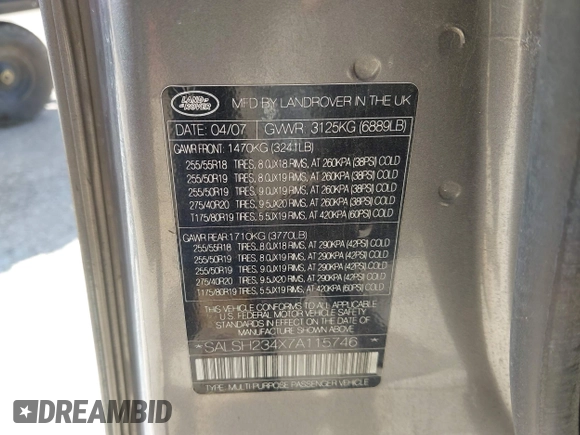 LAND-
ROVER
MFD BY LANDROVER IN THE UK
DATE: 04/07 GVWR 3125KG (6889LB)
GAWR FRONT: 1470KG (3241LB)
255/55R18 TIRES, 8.0JX18 RIMS, AT 260KPA (38PSI) COLD
255/50R19 TIRES, 8.0JX19 RIMS, AT 260KPA (38PSI) COLD
255/50R19 TIRES, 9.0JX19 RIMS, AT 260KPA (38PSI) COLD
275/40R20 TIRES, 9.5JX20 RIMS, AT 260KPA (38PSI) COLD
T175/80R19 TIRES, 5.5JX19 RIMS, AT 420KPA (60PSI) COLD
GAWR REAR 1710KG (3770LB)
255/55R18 TIRES, 8.0JX18 RIMS, AT 290KPA (42PSI) COLD
255/50R19 TIRES, 8.0JX19 RIMS, AT 290KPA (42PSI) COLD
255/50R19 TIRES, 9.0JX19 RIMS, AT 290KPA (42PSI) COLD
275/40R20 TIRES, 9.5JX20 RIMS, AT 290KPA (42PSI) COLD
T175/80R19 TIRES, 5.5JX19 RIMS, AT 420KPA (60PSI) COLD
THIS VEHICLE CONFORMS TO ALL APPLICABLE
U.S. FEDERAL MOTOR VEHICLE SAFETY
STANDARDS IN EFFECT ON THE DATE OF
MANUFACTURE SHOWN ABOVE
*SALSH234X7A115746*
TYPE: MULTI PURPOSE PASSENGER VEHICLE
DREAMBID